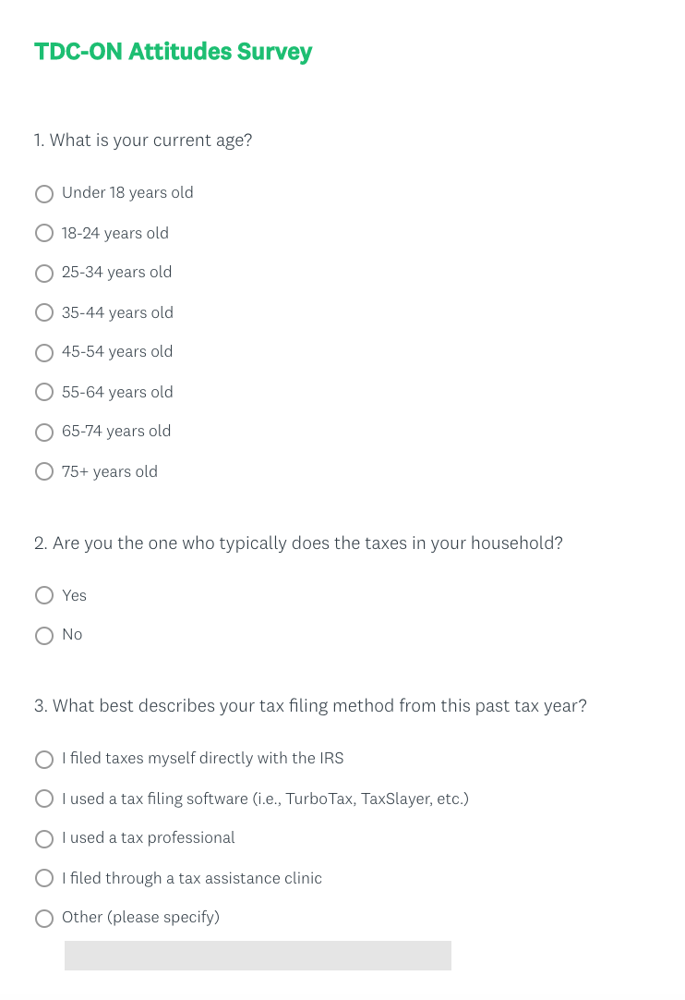 TDC-ON Attitudes Survey
1. What is your current age?
Under 18 years old
18-24 years old
25-34 years old
35-44 years old
45-54 years old
55-64 years old
65-74 years old
75+ years old
2. Are you the one who typically does the taxes in your household?
Yes
No
3. What best describes your tax filing method from this past tax year?
I filed taxes myself directly with the IRS
I used a tax filing software (i.e., TurboTax, TaxSlayer, etc.)
I used a tax professional
I filed through a tax assistance clinic
Other (please specify)